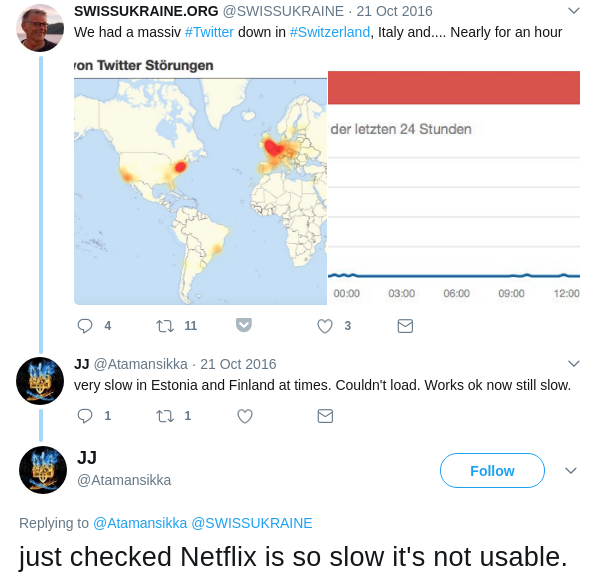 SWISSUKRAINE.ORG @SWISSUKRAINE · 21 Oct 2016
We had a massiv #Twitter down in #Switzerland, Italy and.... Nearly for an hour
von Twitter Störungen
der letzten 24 Stunden
00:00 03:00 06:00 09:00 12:00
4 11 3
JJ @Atamansikka · 21 Oct 2016
very slow in Estonia and Finland at times. Couldn't load. Works ok now still slow.
1 1
JJ
@Atamansikka
Follow
Replying to @Atamansikka @SWISSUKRAINE
just checked Netflix is so slow it's not usable.